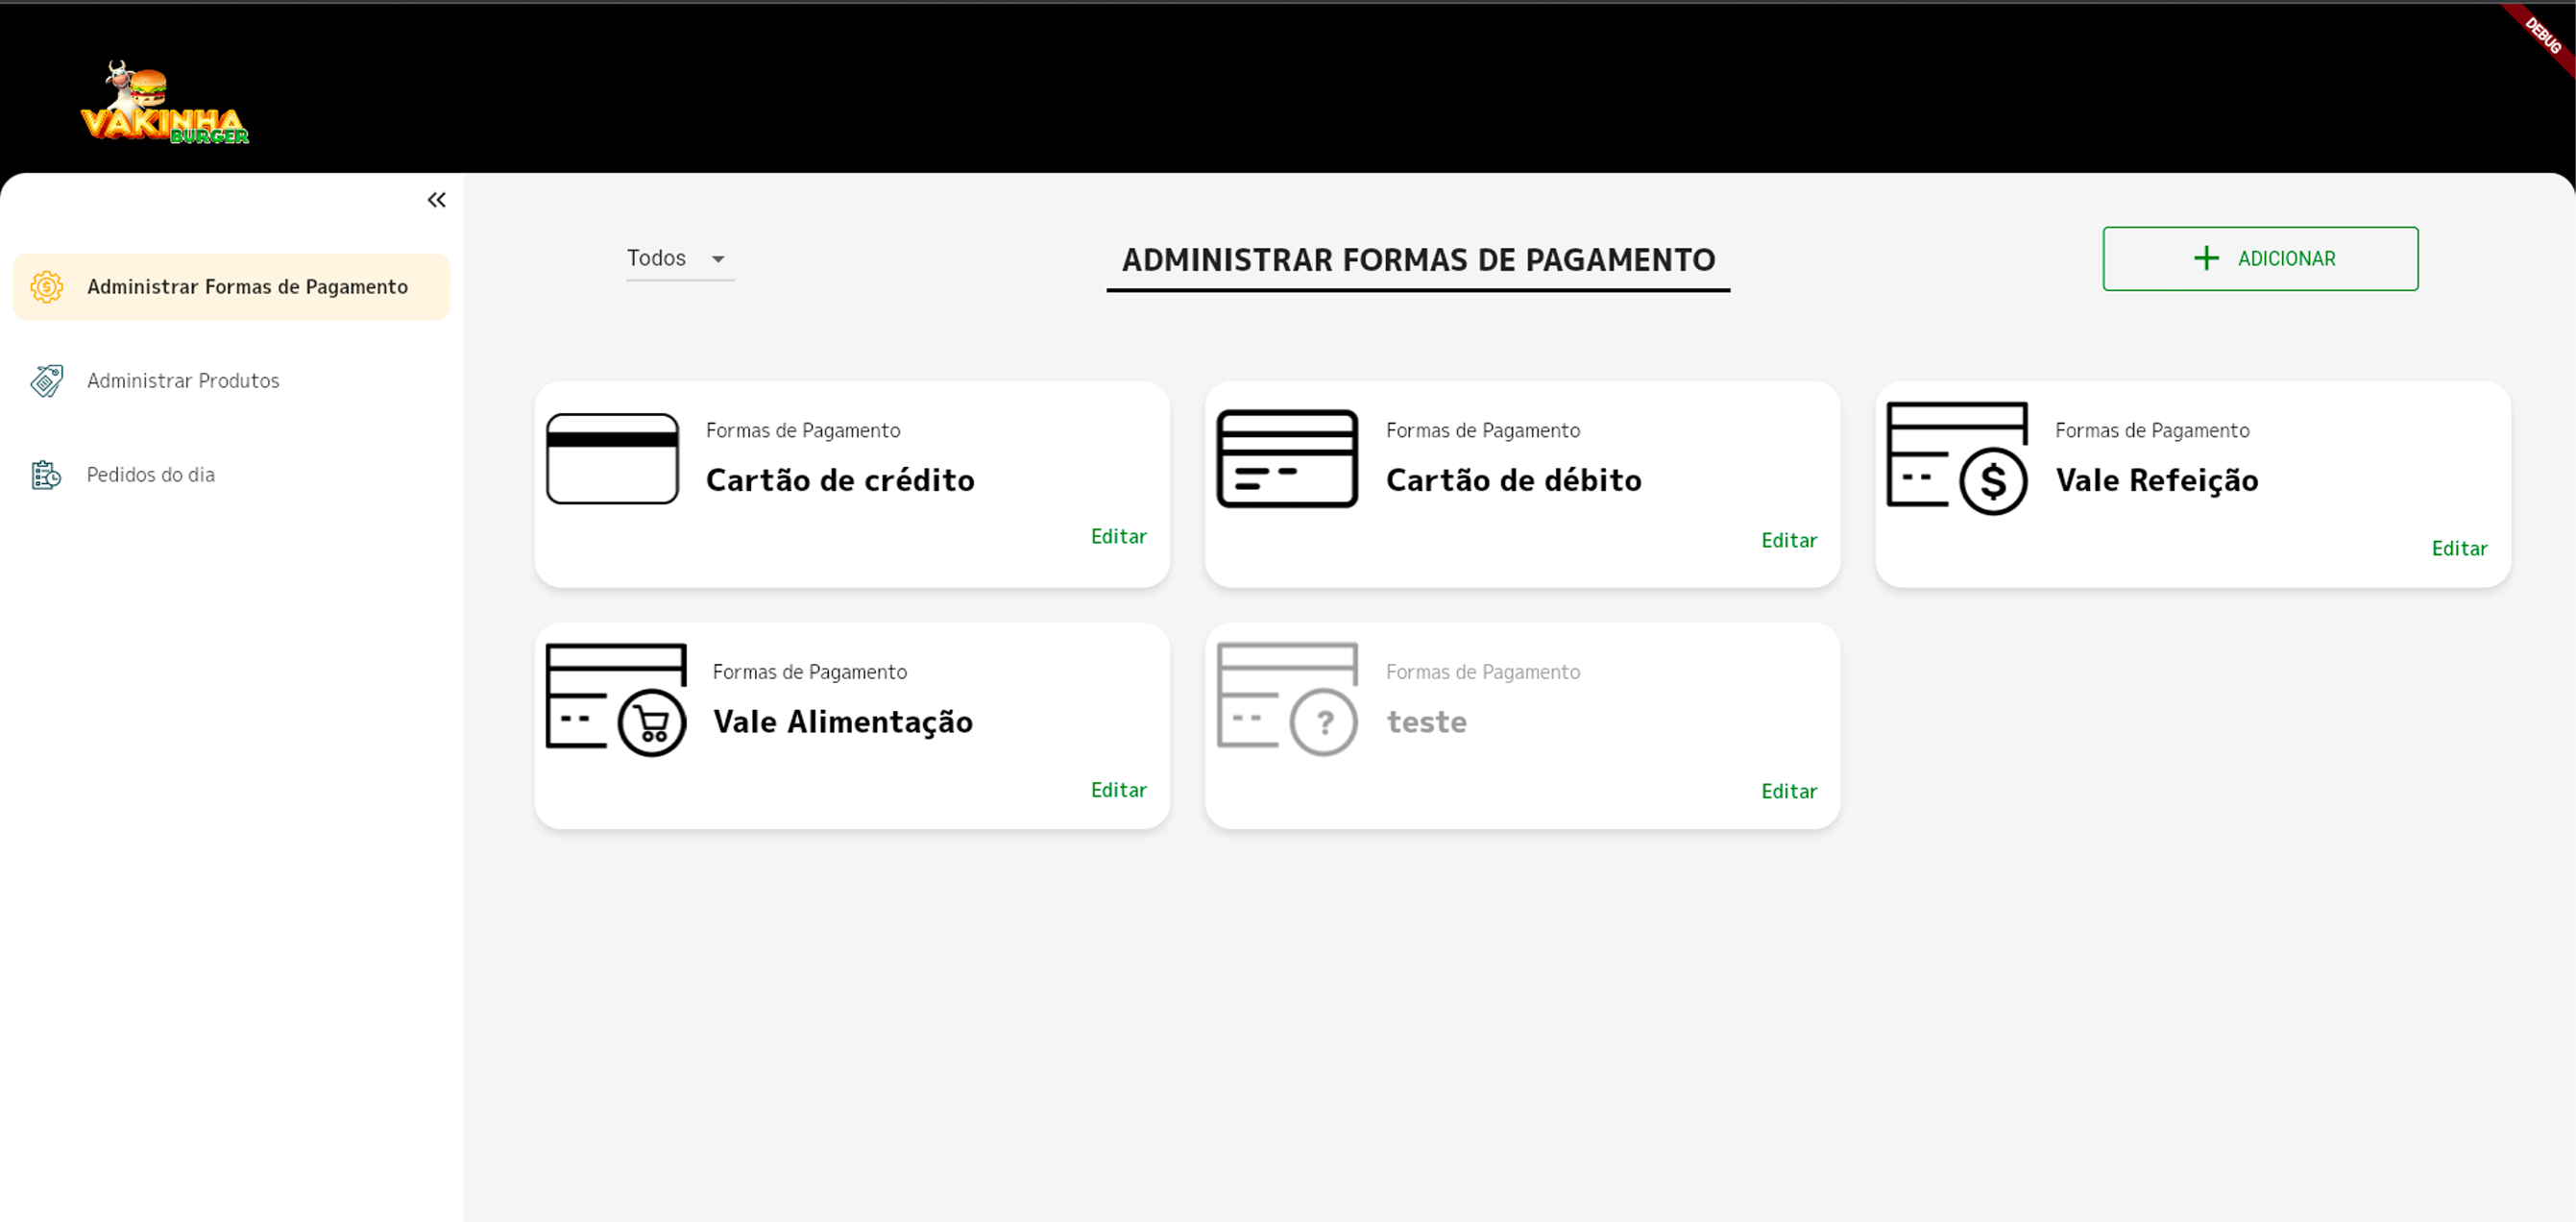 DEBUG
VAKINHA
BURGER
Administrar Formas de Pagamento
Administrar Produtos
Pedidos do dia
Todos
ADMINISTRAR FORMAS DE PAGAMENTO
+ ADICIONAR
Formas de Pagamento
Cartão de crédito
Editar
Formas de Pagamento
Cartão de débito
Editar
$
Formas de Pagamento
Vale Refeição
Editar
Formas de Pagamento
Vale Alimentação
Editar
?
Formas de Pagamento
teste
Editar